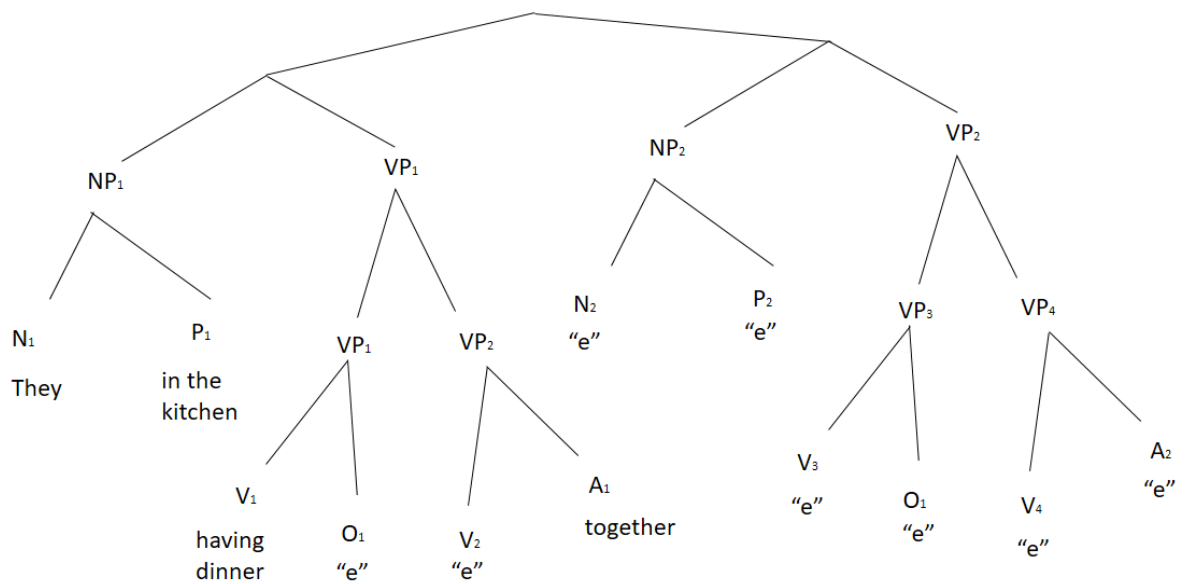 VP₂
NP₂
VP₁
NP₁
N₂
"e"
P₂
"e"
VP₃
VP₄
N₁
They
P₁
in the
kitchen
VP₁
VP₂
V₁
having
dinner
O₁
"e"
V₂
"e"
A₁
together
V₃
"e"
O₁
"e"
V₄
"e"
A₂
"e"